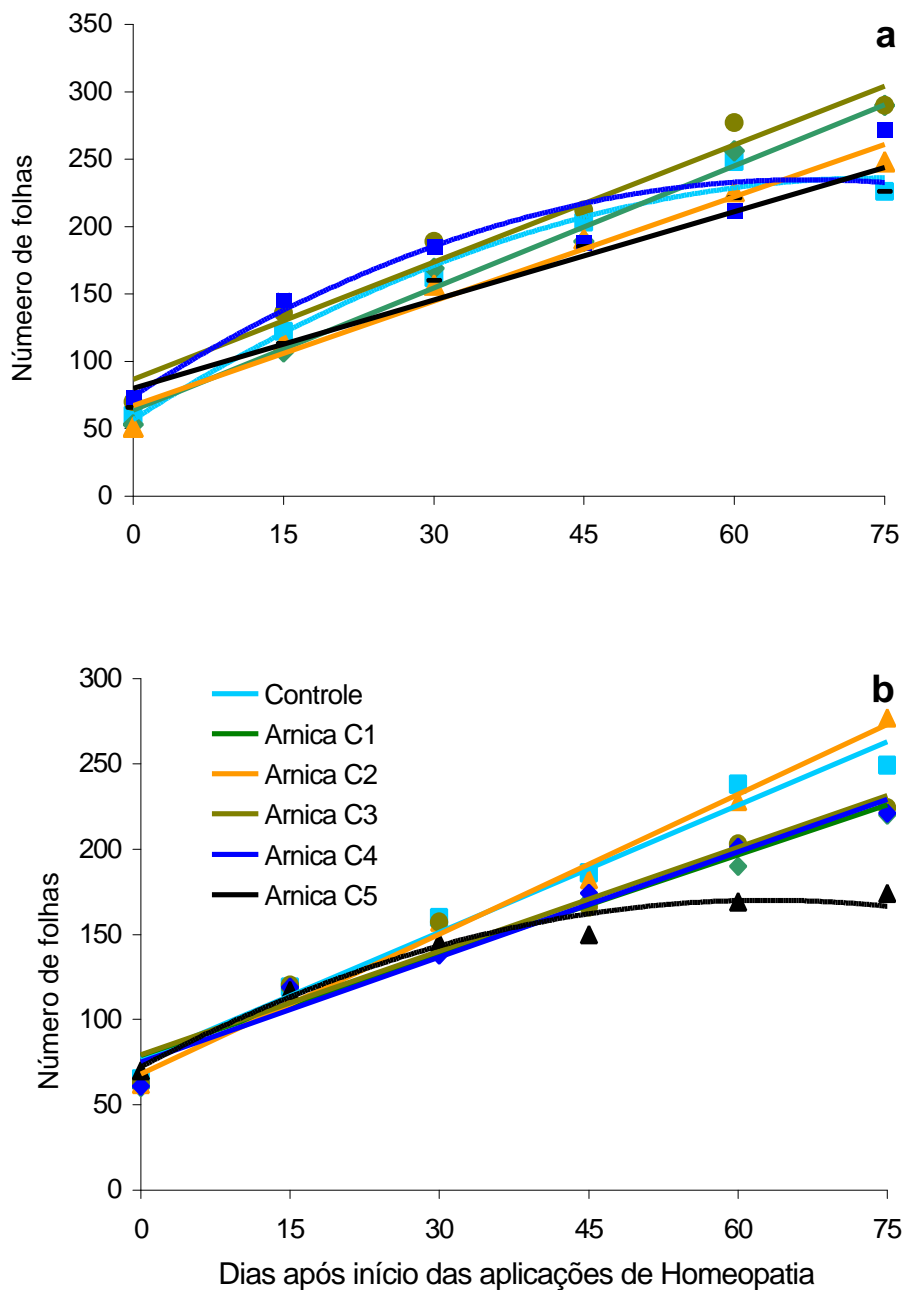 a
350
300
250
200
150
100
50
0
Númeero de folhas
0 15 30 45 60 75
b
300
250
200
150
100
50
0
Número de folhas
Controle
Arnica C1
Arnica C2
Arnica C3
Arnica C4
Arnica C5
0 15 30 45 60 75
Dias após início das aplicações de Homeopatia